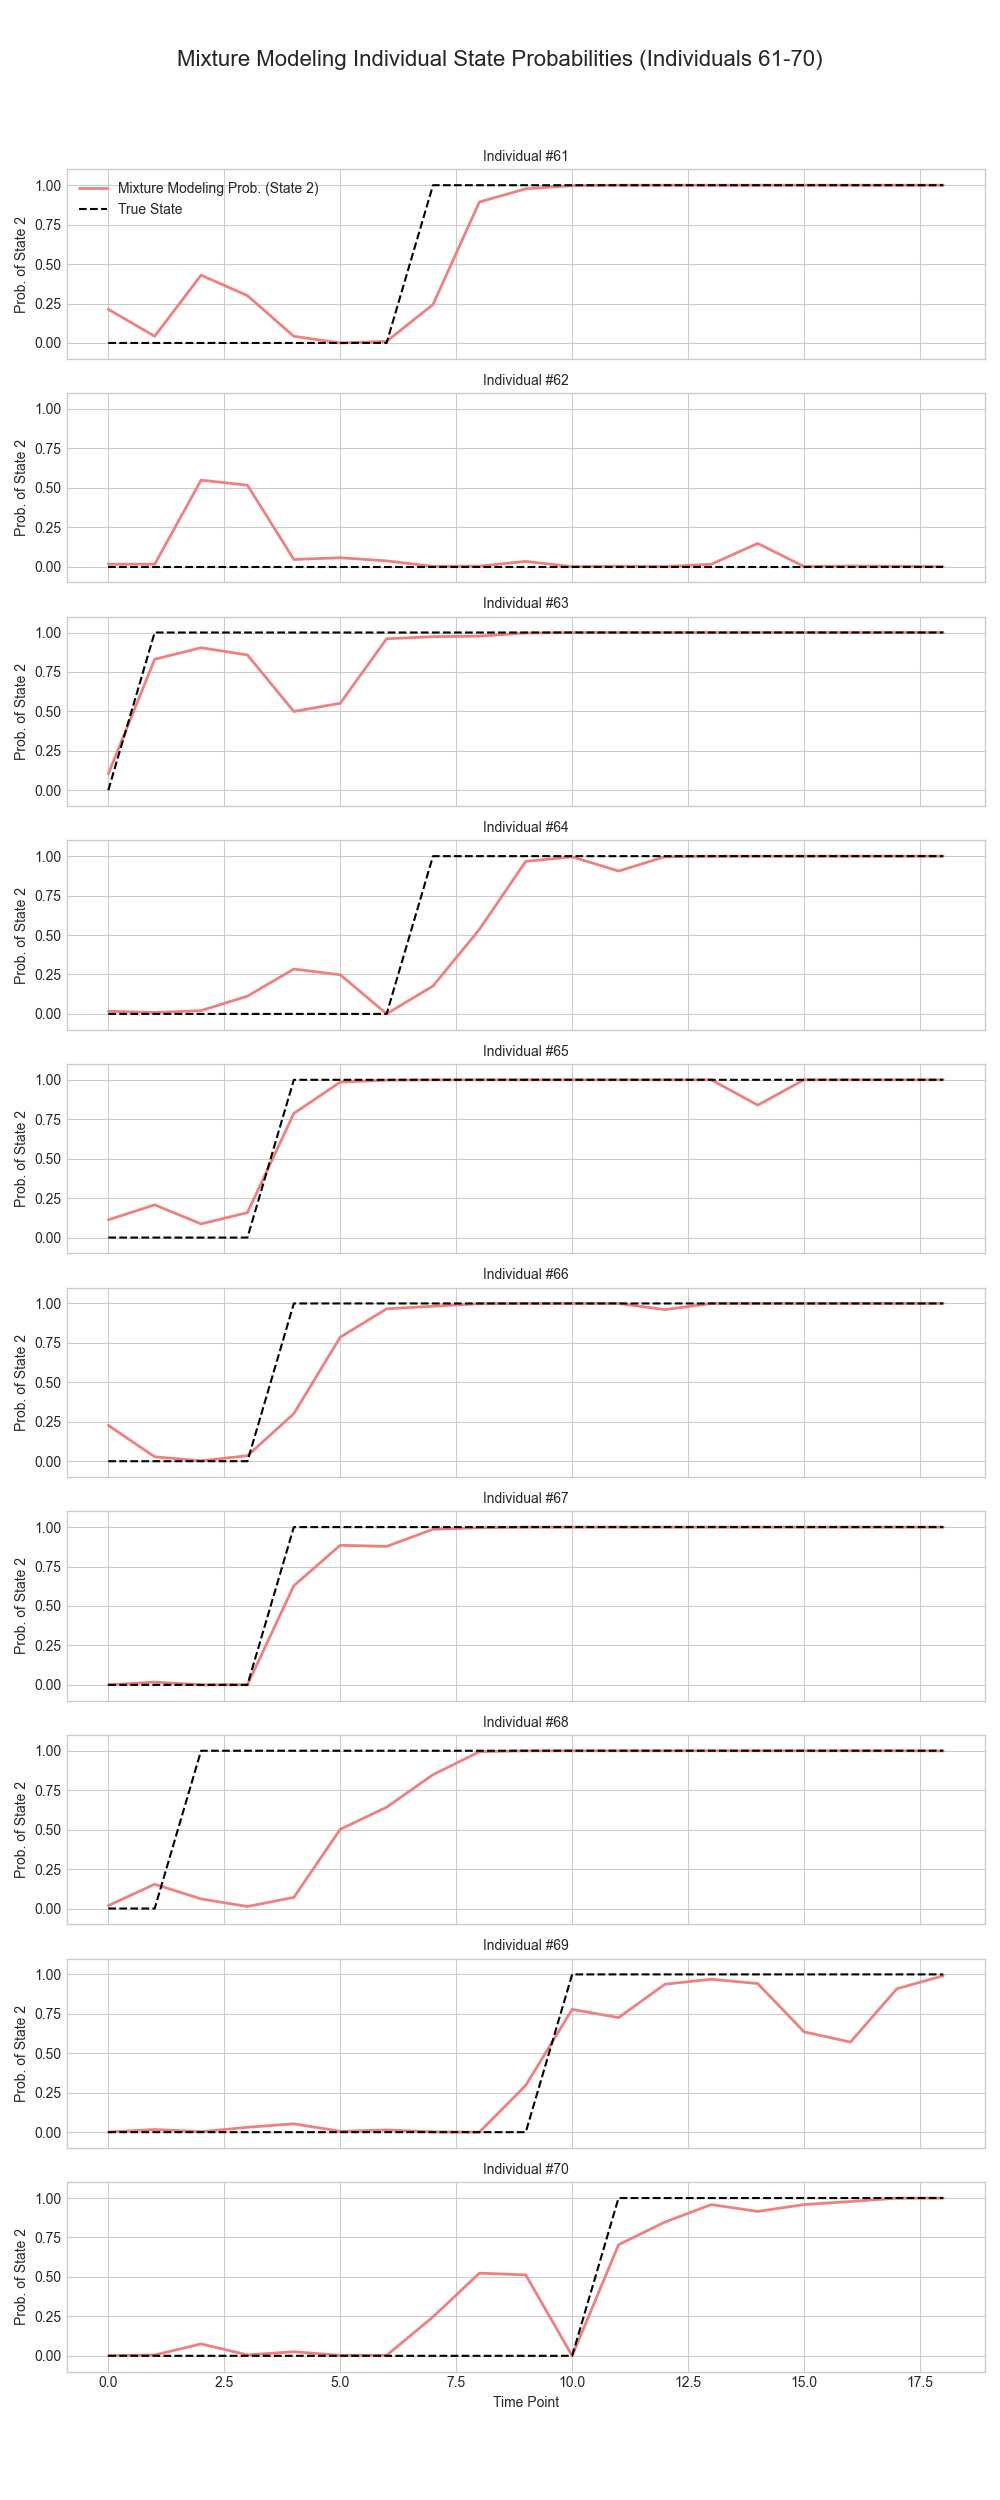 Mixture Modeling Individual State Probabilities (Individuals 61-70)
Individual #61
Mixture Modeling Prob. (State 2)
True State
1.00
0.75
0.50
0.25
0.00
Prob. of State 2
Individual #62
1.00
0.75
0.50
0.25
0.00
Prob. of State 2
Individual #63
1.00
0.75
0.50
0.25
0.00
Prob. of State 2
Individual #64
1.00
0.75
0.50
0.25
0.00
Prob. of State 2
Individual #65
1.00
0.75
0.50
0.25
0.00
Prob. of State 2
Individual #66
1.00
0.75
0.50
0.25
0.00
Prob. of State 2
Individual #67
1.00
0.75
0.50
0.25
0.00
Prob. of State 2
Individual #68
1.00
0.75
0.50
0.25
0.00
Prob. of State 2
Individual #69
1.00
0.75
0.50
0.25
0.00
Prob. of State 2
Individual #70
1.00
0.75
0.50
0.25
0.00
Prob. of State 2
0.0 2.5 5.0 7.5 10.0 12.5 15.0 17.5
Time Point